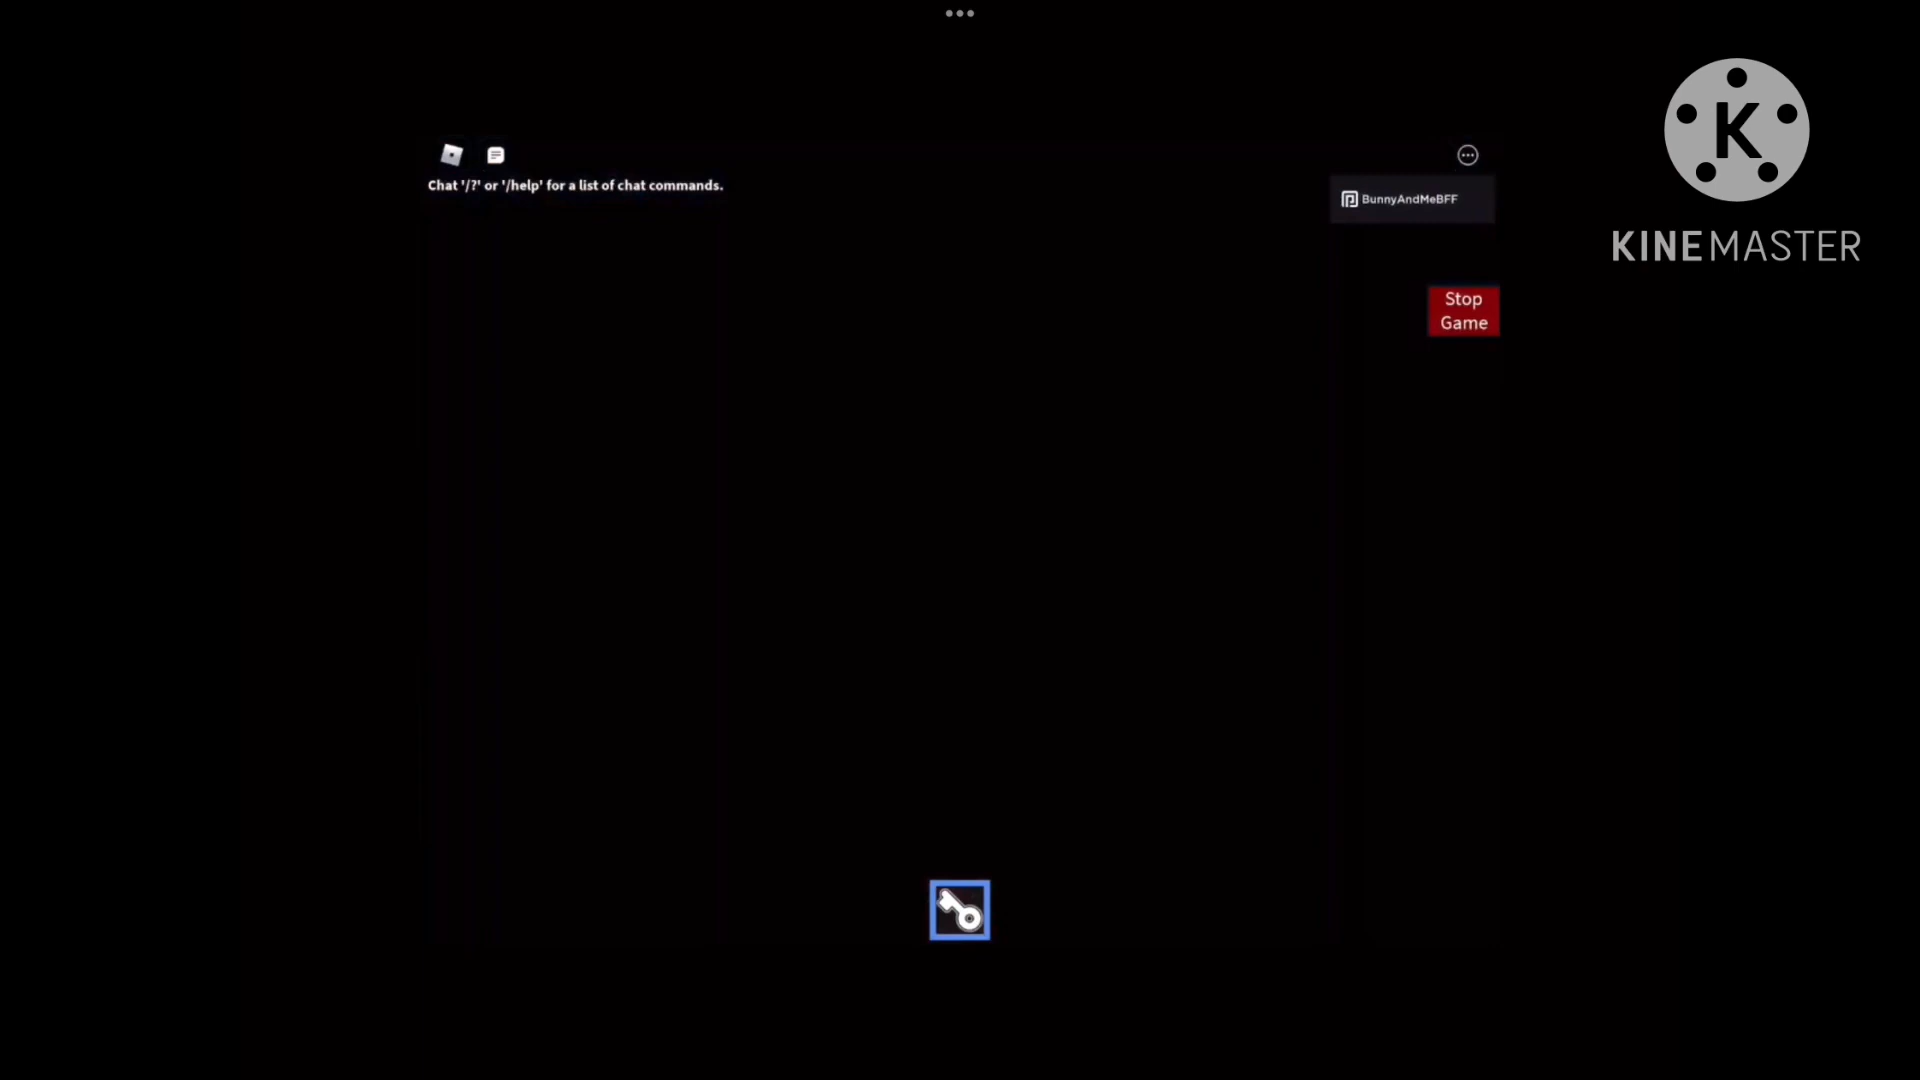 Chat '/?' or '/help' for a list of chat commands.
BunnyAndMeBFF
Stop
Game
K
KINEMASTER